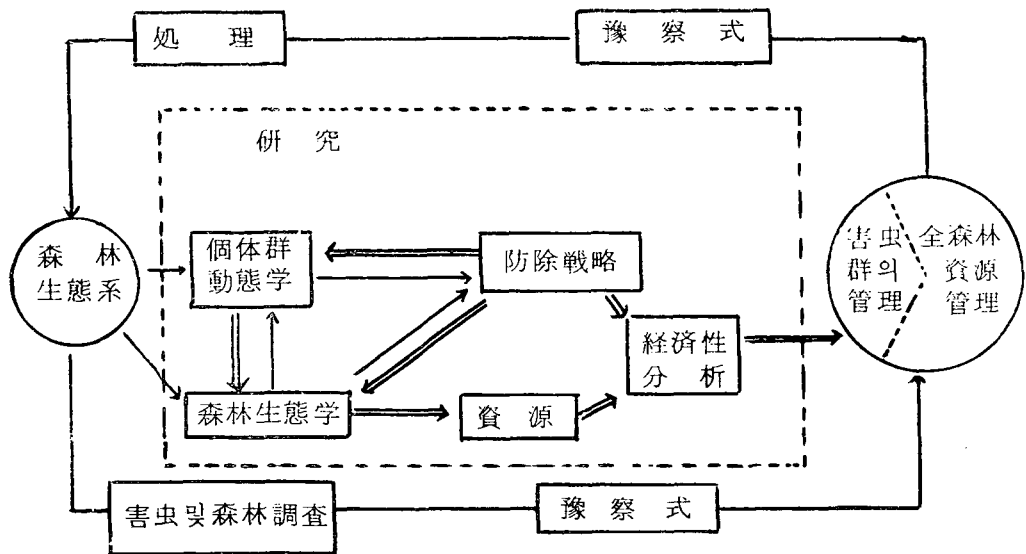 処理
豫察式
研究
森林
生態系
個体群
動態学
防除戦略
害虫
群의
管理
全森林
資源
管理
経済性
分析
森林生態学
資源
害虫및森林調査
豫察式